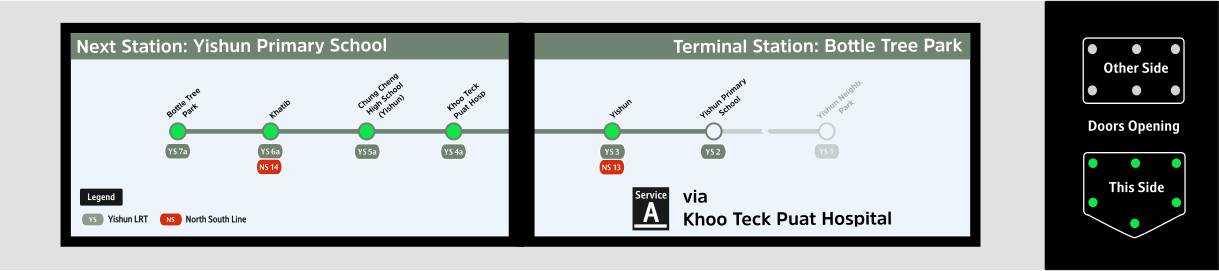 Next Station: Yishun Primary School
Terminal Station: Bottle Tree Park
Bottle Tree
Park
YS 7a
Khatib
YS 6a
NS 14
Chung Cheng
High School
(Yishun)
YS 5a
Khoo Teck
Puat Hosp
YS 4a
Yishun
YS 3
NS 13
Yishun Primary
School
YS 2
Yishun Neighb.
Park
YS 1
Legend
YS Yishun LRT NS North South Line
Service
A
via
Khoo Teck Puat Hospital
Other Side
Doors Opening
This Side